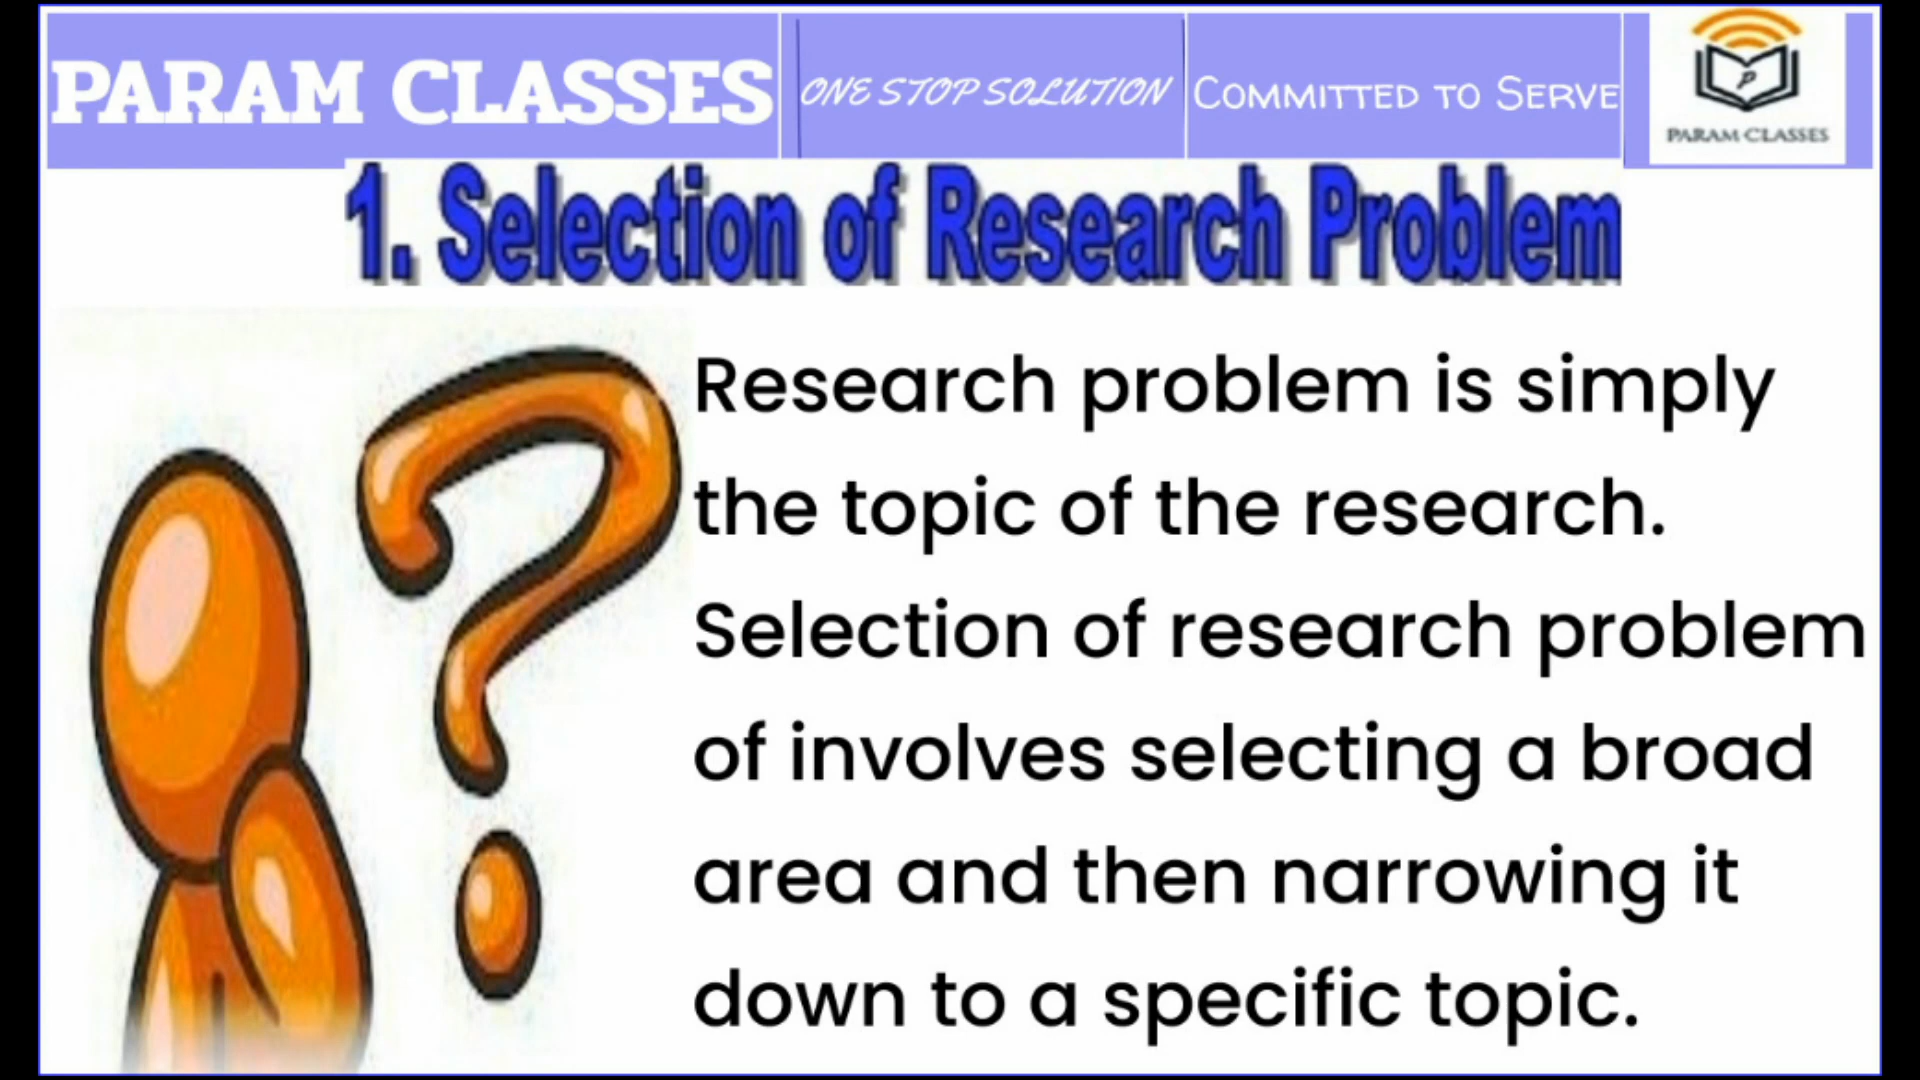 PARAM CLASSES
ONE STOP SOLUTION
COMMITTED TO SERVE
P
PARAM CLASSES
1. Selection of Research Problem
Research problem is simply
the topic of the research.
Selection of research problem
of involves selecting a broad
area and then narrowing it
down to a specific topic.